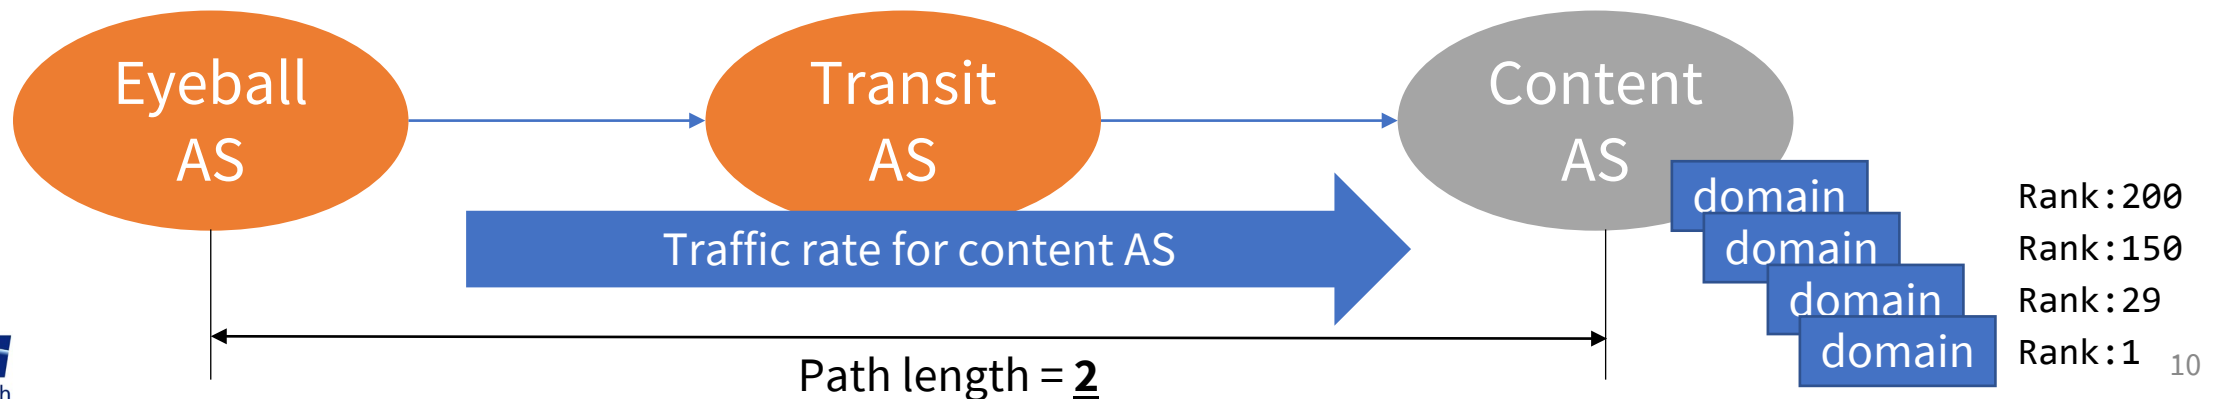 Eyeball
AS
Transit
AS
Content
AS
domain
domain
domain
domain
Rank:200
Rank:150
Rank:29
Rank:1
Traffic rate for content AS
Path length = 2
10